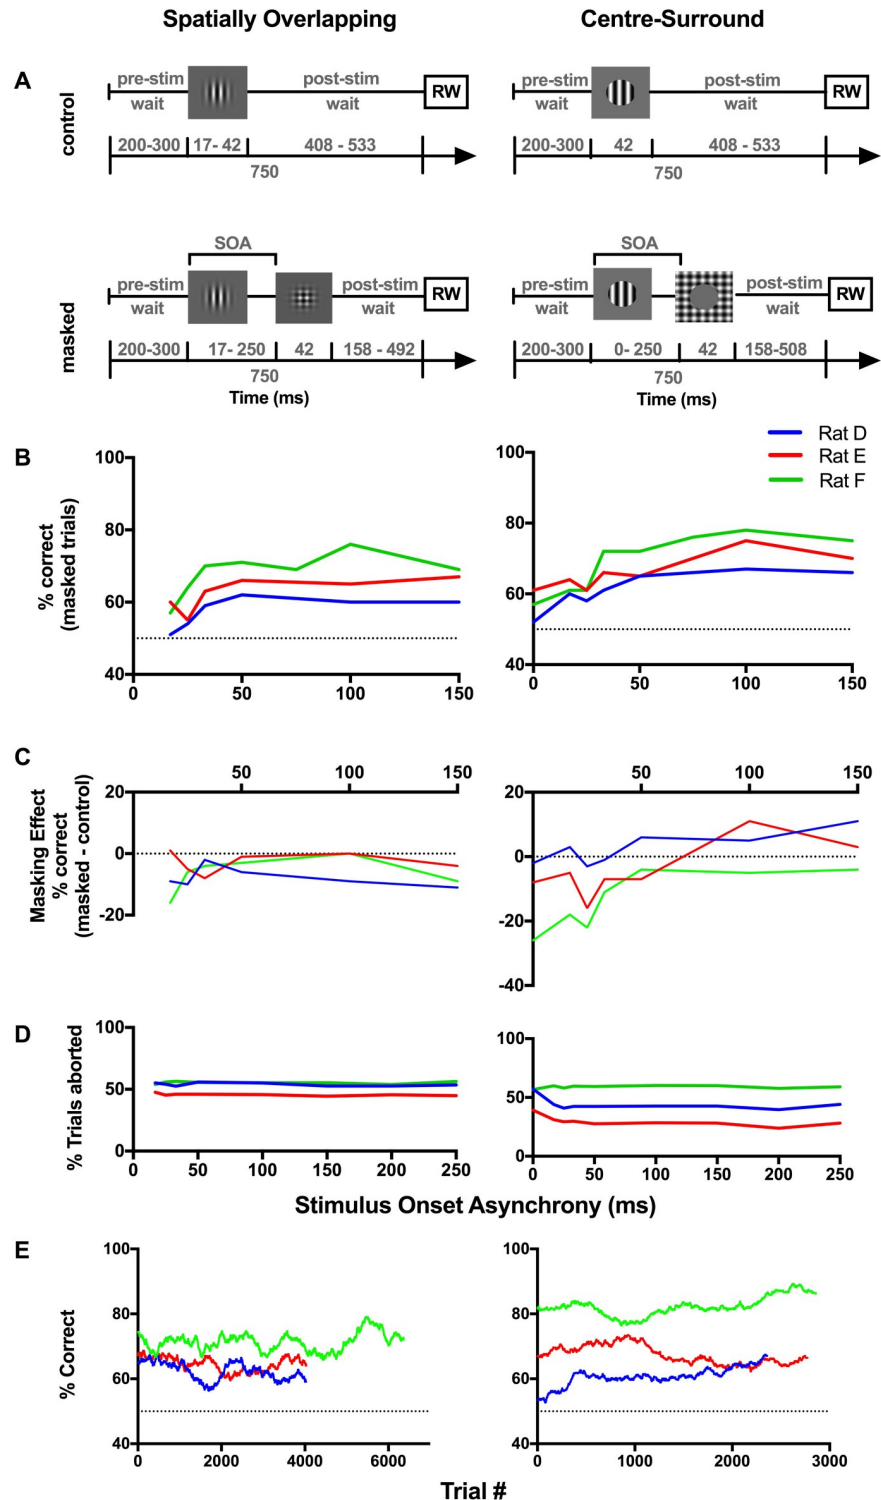 Spatially Overlapping
Centre-Surround
A
control
pre-stim
wait
post-stim
wait
RW
200-300
17- 42
408 - 533
750
pre-stim
wait
post-stim
wait
RW
200-300
42
408 - 533
750
masked
SOA
pre-stim
wait
post-stim
wait
RW
200-300
17- 250
42
158 - 492
750
Time (ms)
SOA
pre-stim
wait
post-stim
wait
RW
200-300
0- 250
42
158-508
750
Time (ms)
B
% correct
(masked trials)
100
80
60
40
0
50
100
150
Rat D
Rat E
Rat F
100
80
60
40
0
50
100
150
C
Masking Effect
% correct
(masked - control)
50
100
150
20
0
-20
50
100
150
20
0
-20
-40
D
% Trials aborted
100
50
0
0
50
100
150
200
250
100
50
0
0
50
100
150
200
250
Stimulus Onset Asynchrony (ms)
E
% Correct
100
80
60
40
0
2000
4000
6000
100
80
60
40
0
1000
2000
3000
Trial #